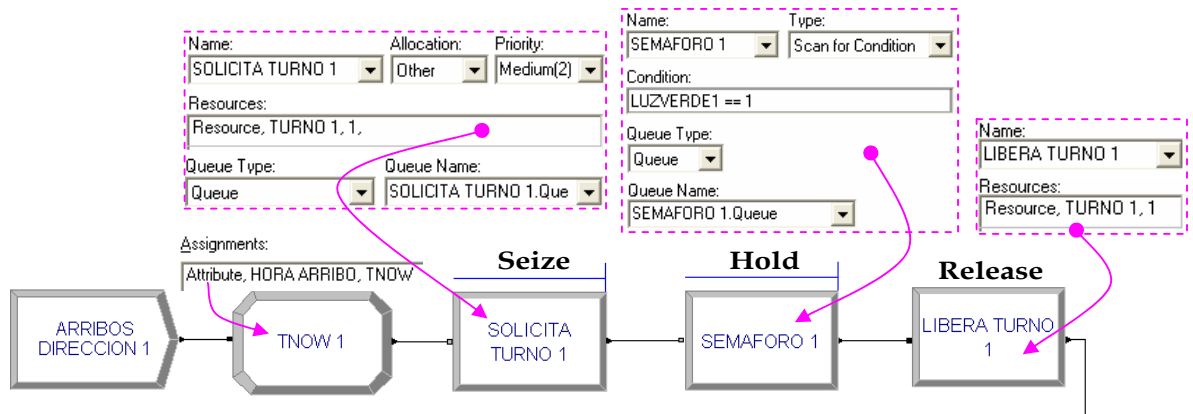 Name:
Allocation:
Priority:
SOLICITA TURNO 1
Other
Medium(2)
Resources:
Resource, TURNO 1, 1,
Queue Type:
Queue Name:
Queue
SOLICITA TURNO 1.Que
Name:
Type:
SEMAFORO 1
Scan for Condition
Condition:
LUZVERDE1 == 1
Queue Type:
Queue
Queue Name:
SEMAFORO 1.Queue
Name:
LIBERA TURNO 1
Resources:
Resource, TURNO 1, 1
Assignments:
Attribute, HORA ARRIBO, TNOW
Seize
Hold
Release
ARRIBOS
DIRECCION 1
TNOW 1
SOLICITA
TURNO 1
SEMAFORO 1
LIBERA TURNO
1